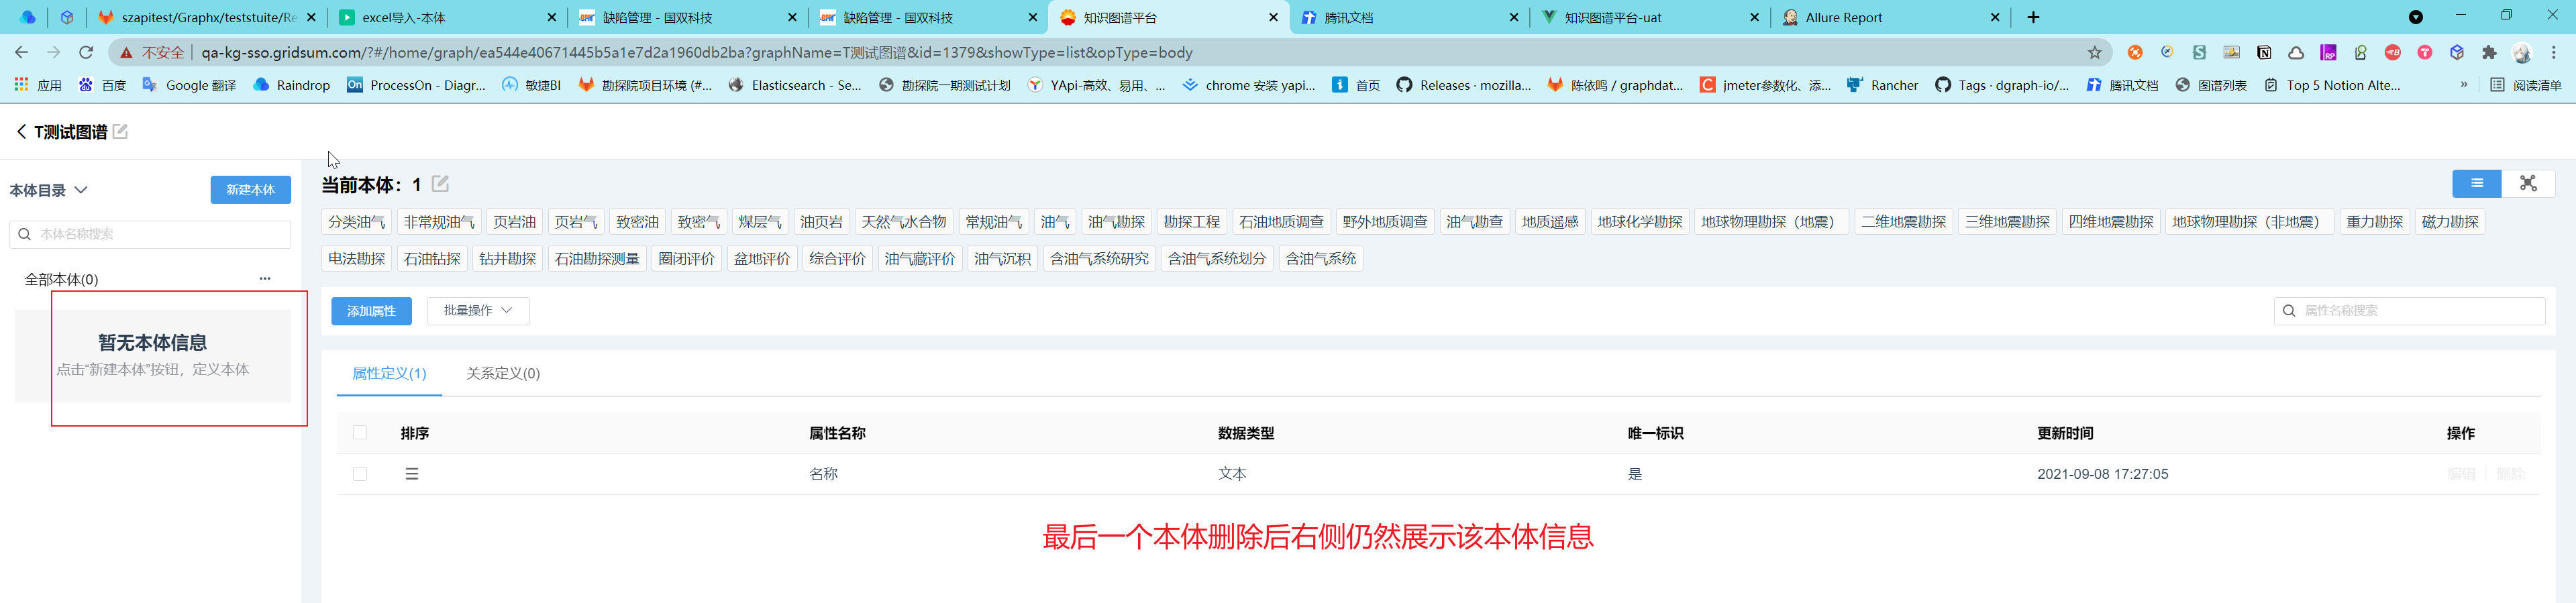 szapitest/Graphx/teststuite/Re
excel导入-本体
缺陷管理 - 国双科技
缺陷管理 - 国双科技
知识图谱平台
腾讯文档
知识图谱平台-uat
Allure Report
不安全 | qa-kg-sso.gridsum.com/?#/home/graph/ea544e40671445b5a1e7d2a1960db2ba?graphName=T测试图谱&id=1379&showType=list&opType=body
应用 百度 Google 翻译 Raindrop ProcessOn - Diagr... 敏捷BI 勘探院项目环境 (#... Elasticsearch - Se... 勘探院一期测试计划 YApi-高效、易用、... chrome 安装 yapi... 首页 Releases · mozilla... 陈依鸣 / graphdat... jmeter参数化、添... Rancher Tags · dgraph-io/... 腾讯文档 图谱列表 Top 5 Notion Alte... » 阅读清单
T测试图谱
本体目录
新建本体
本体名称搜索
全部本体(0) ...
暂无本体信息
点击“新建本体”按钮，定义本体
当前本体：1
分类油气 非常规油气 页岩油 页岩气 致密油 致密气 煤层气 油页岩 天然气水合物 常规油气 油气 油气勘探 勘探工程 石油地质调查 野外地质调查 油气勘查 地质遥感 地球化学勘探 地球物理勘探（地震） 二维地震勘探 三维地震勘探 四维地震勘探 地球物理勘探（非地震） 重力勘探 磁力勘探
电法勘探 石油钻探 钻井勘探 石油勘探测量 圈闭评价 盆地评价 综合评价 油气藏评价 油气沉积 含油气系统研究 含油气系统划分 含油气系统
添加属性 批量操作 属性名称搜索
属性定义(1) 关系定义(0)
排序 属性名称 数据类型 唯一标识 更新时间 操作
名称 文本 是 2021-09-08 17:27:05 编辑 | 删除
最后一个本体删除后右侧仍然展示该本体信息